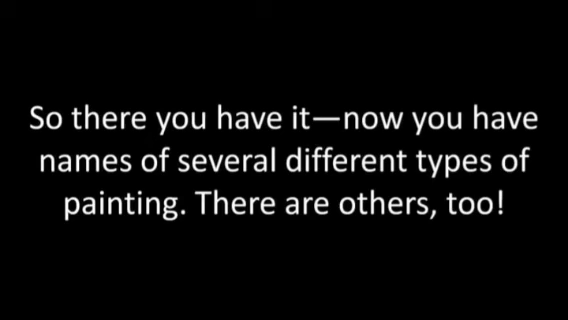 So there you have it—now you have
names of several different types of
painting. There are others, too!